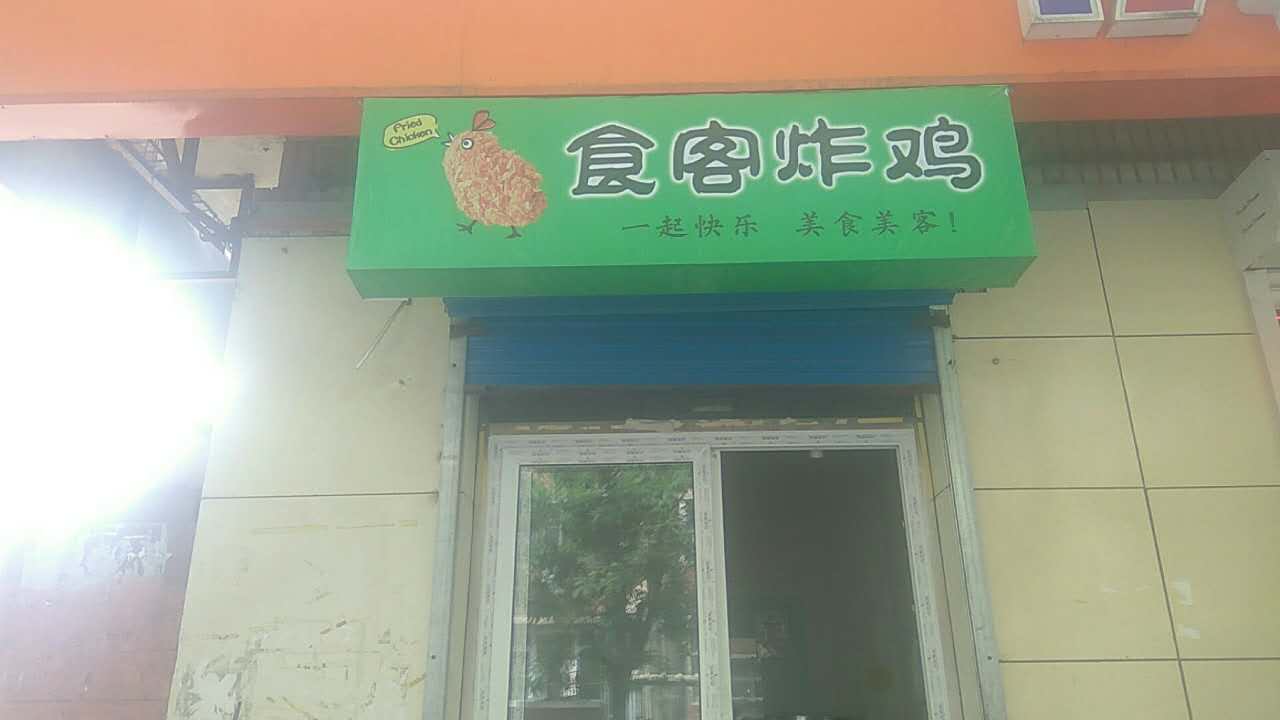 Fried
Chicken
食客炸鸡
一起快乐 美食美客!